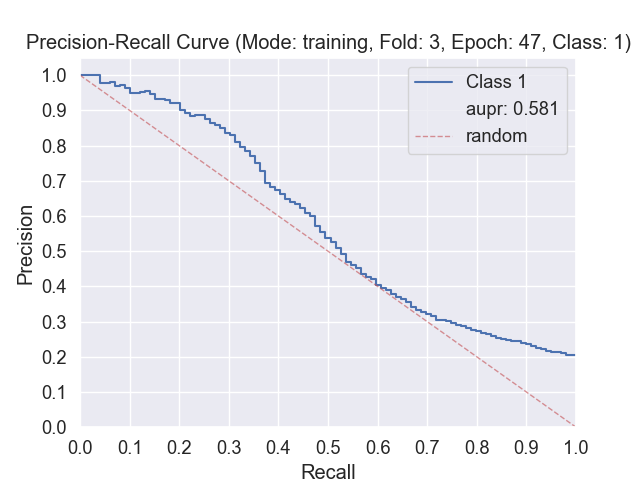 Precision-Recall Curve (Mode: training, Fold: 3, Epoch: 47, Class: 1)
Class 1
aupr: 0.581
random
Precision
1.0
0.9
0.8
0.7
0.6
0.5
0.4
0.3
0.2
0.1
0.0
0.0 0.1 0.2 0.3 0.4 0.5 0.6 0.7 0.8 0.9 1.0
Recall